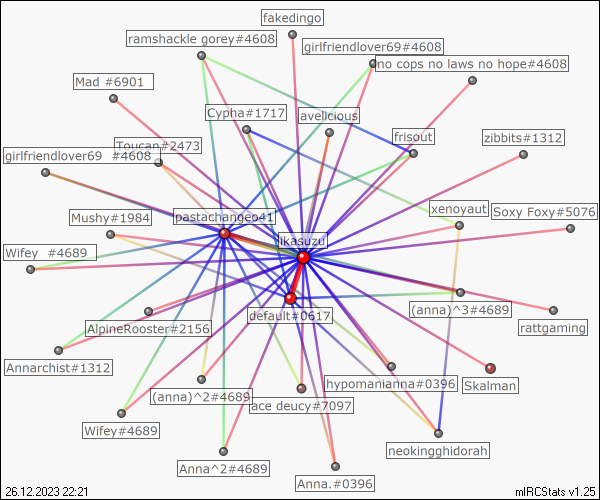 fakedingo
ramshackle gorey#4608
girlfriendlover69#4608
no cops no laws no hope#4608
Mad #6901
Cypha#1717
avelicious
frisout
zibbits#1312
Toucan#2473
girlfriendlover69 #4608
xenoyaut
Soxy Foxy#5076
Mushy#1984
pastachangeo41
ikasuzu
Wifey #4689
default#0617
(anna)^3#4689
rattgaming
AlpineRooster#2156
Annarchist#1312
(anna)^2#4689
ace deucy#7097
hypomanianna#0396
Skalman
Wifey#4689
neokingghidorah
Anna^2#4689
Anna.#0396
26.12.2023 22:21
mIRCStats v1.25